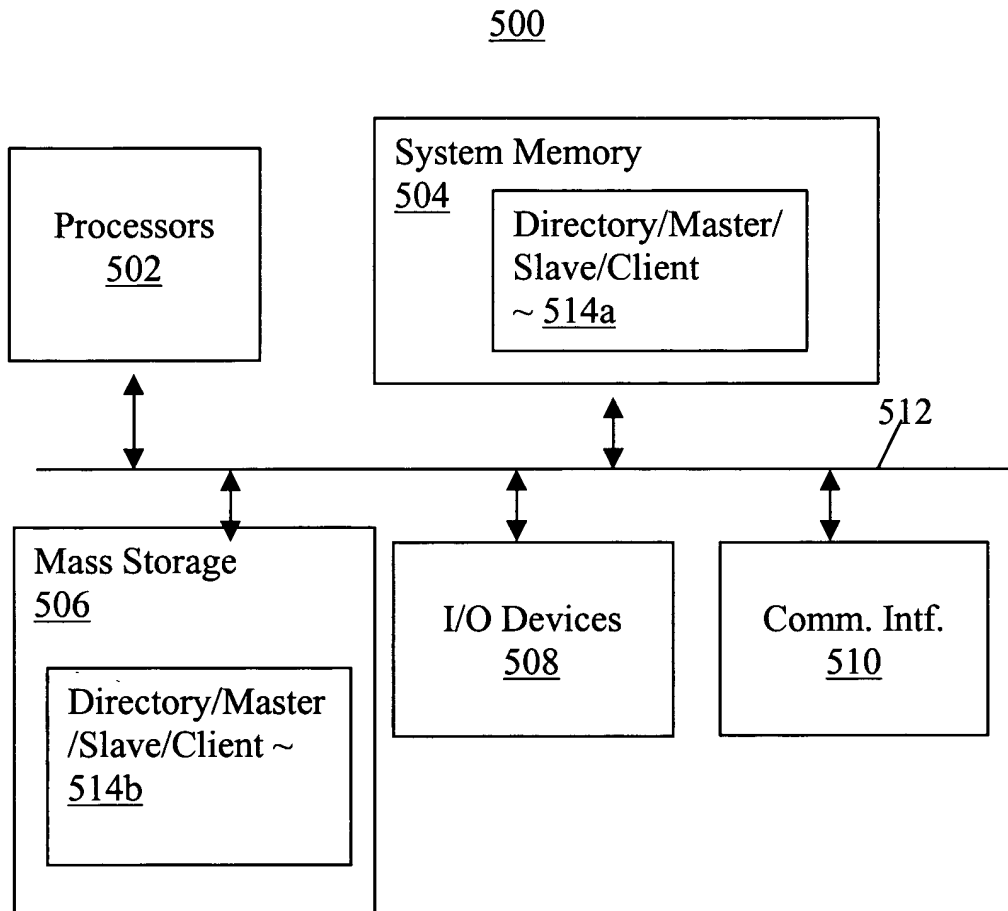 500
System Memory
504
Processors
502
Directory/Master/
Slave/Client
~ 514a
512
Mass Storage
506
I/O Devices
508
Comm. Intf.
510
Directory/Master
/Slave/Client ~
514b